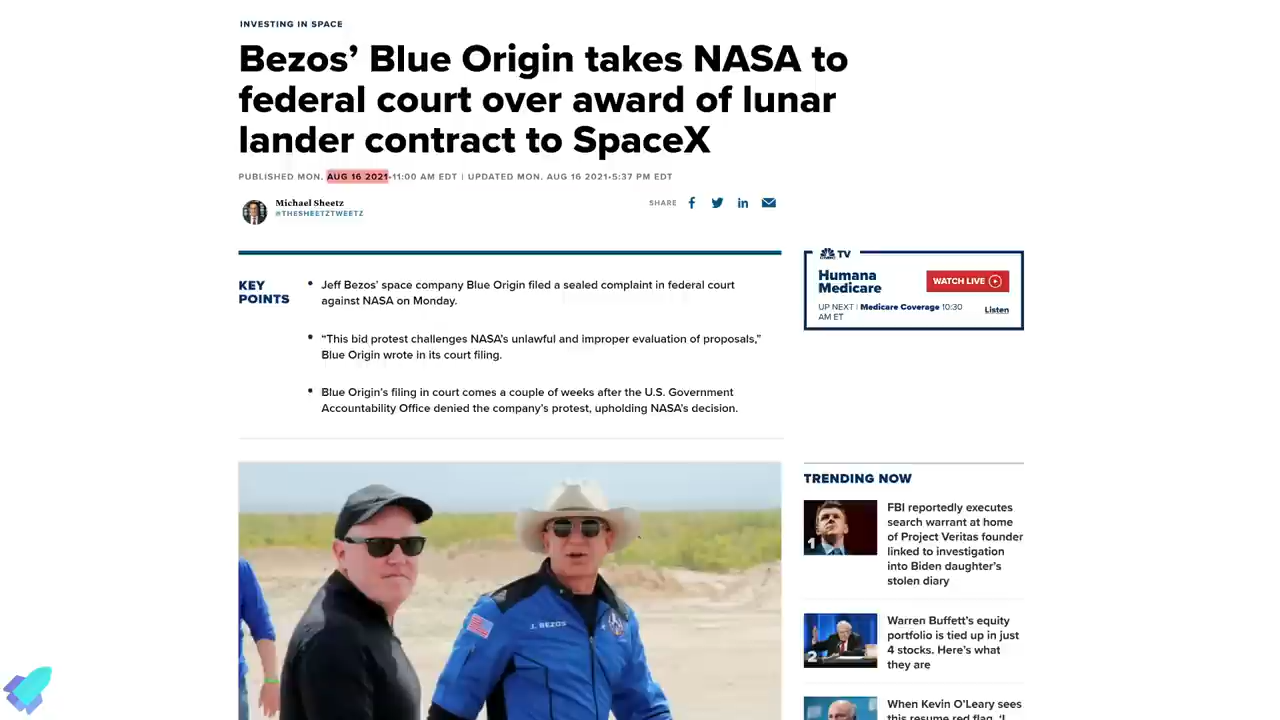 INVESTING IN SPACE
Bezos’ Blue Origin takes NASA to
federal court over award of lunar
lander contract to SpaceX
PUBLISHED MON, AUG 16 2021•11:00 AM EDT | UPDATED MON, AUG 16 2021•5:37 PM EDT
Michael Sheetz
@THESHEETZTWEETZ
SHARE
KEY
POINTS
• Jeff Bezos’ space company Blue Origin filed a sealed complaint in federal court
against NASA on Monday.
• “This bid protest challenges NASA’s unlawful and improper evaluation of proposals,”
Blue Origin wrote in its court filing.
• Blue Origin’s filing in court comes a couple of weeks after the U.S. Government
Accountability Office denied the company’s protest, upholding NASA’s decision.
J. BEZOS
CNBC TV
Humana
Medicare
WATCH LIVE
UP NEXT | Medicare Coverage 10:30
AM ET
Listen
TRENDING NOW
1
FBI reportedly executes
search warrant at home
of Project Veritas founder
linked to investigation
into Biden daughter’s
stolen diary
2
Warren Buffett’s equity
portfolio is tied up in just
4 stocks. Here’s what
they are
When Kevin O’Leary sees
this resume red flag, ‘I